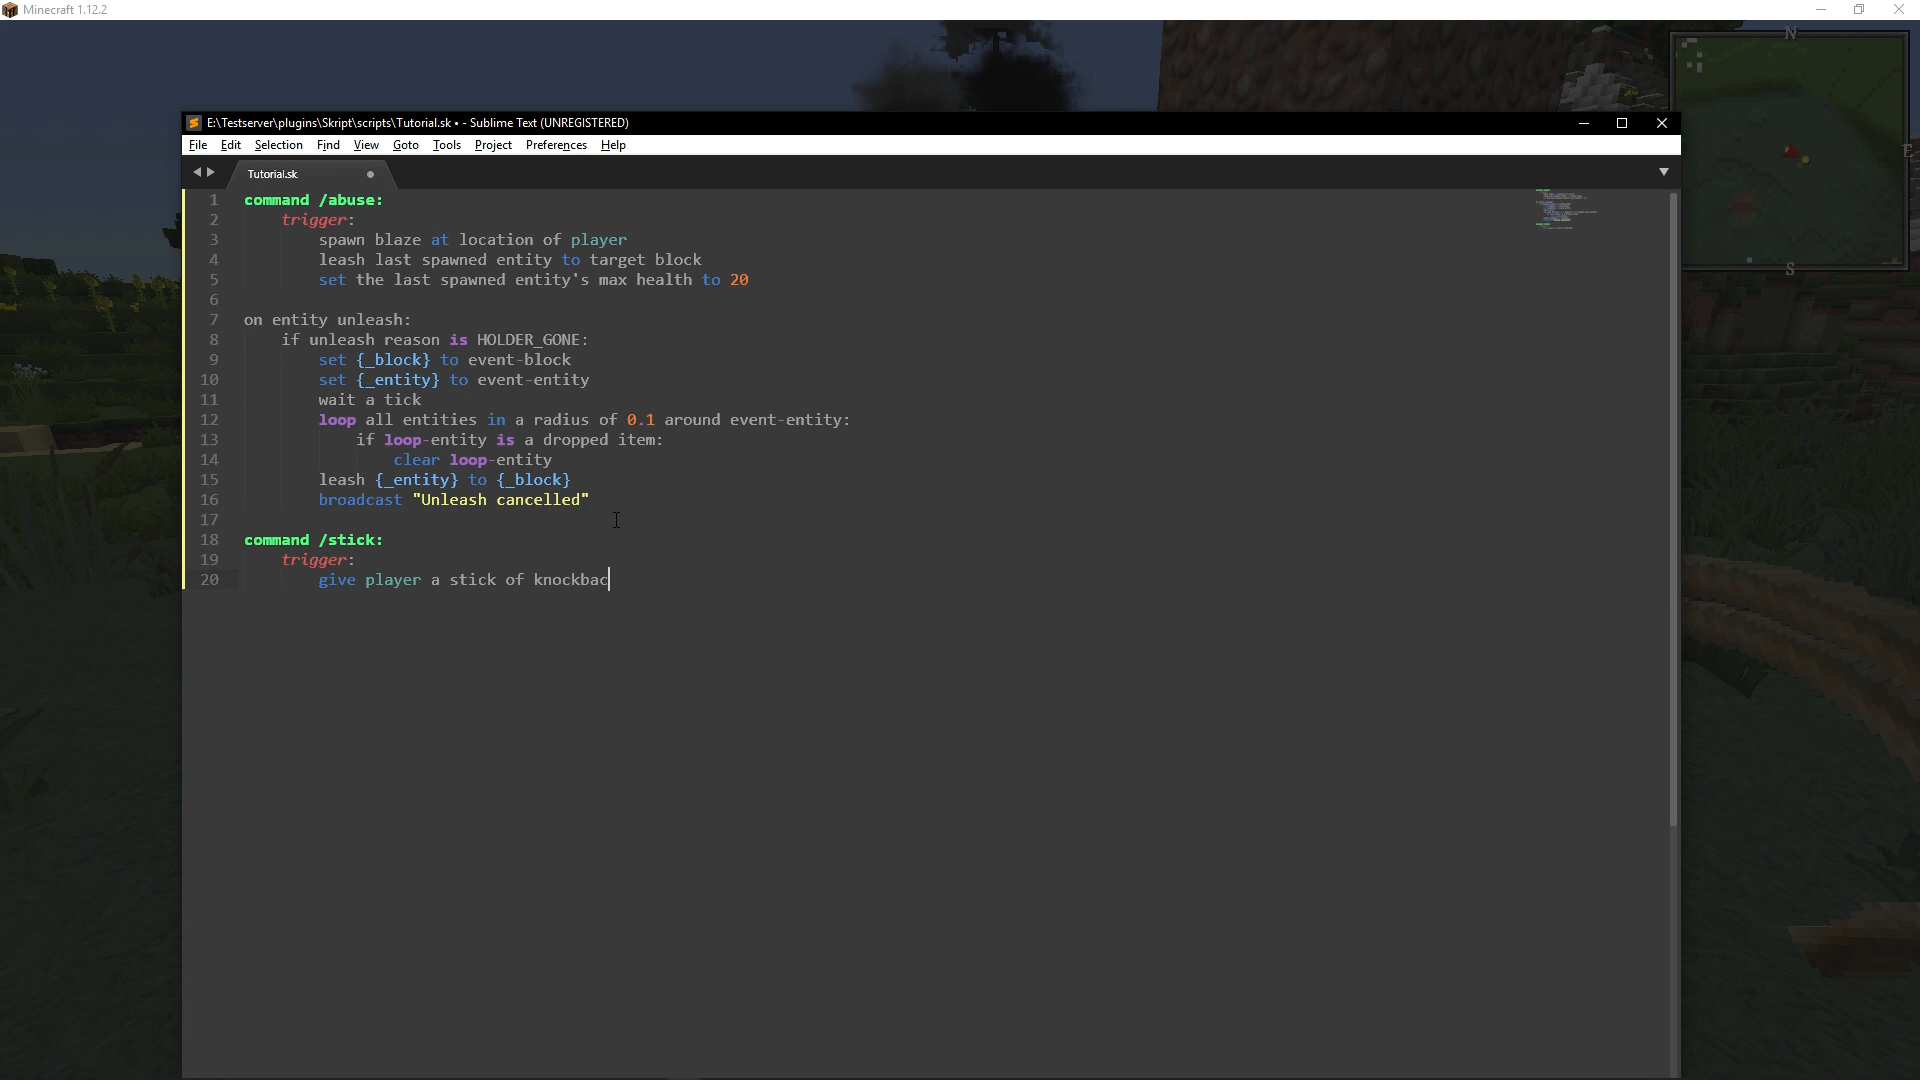 Minecraft 1.12.2
N
E:\Testserver\plugins\Skript\scripts\Tutorial.sk • - Sublime Text (UNREGISTERED)
File Edit Selection Find View Goto Tools Project Preferences Help
E
Tutorial.sk
1 command /abuse:
2 trigger:
3 spawn blaze at location of player
4 leash last spawned entity to target block
5 set the last spawned entity's max health to 20
S
6
7 on entity unleash:
8 if unleash reason is HOLDER_GONE:
9 set {_block} to event-block
10 set {_entity} to event-entity
11 wait a tick
12 loop all entities in a radius of 0.1 around event-entity:
13 if loop-entity is a dropped item:
14 clear loop-entity
15 leash {_entity} to {_block}
16 broadcast "Unleash cancelled"
17
18 command /stick:
19 trigger:
20 give player a stick of knockbac